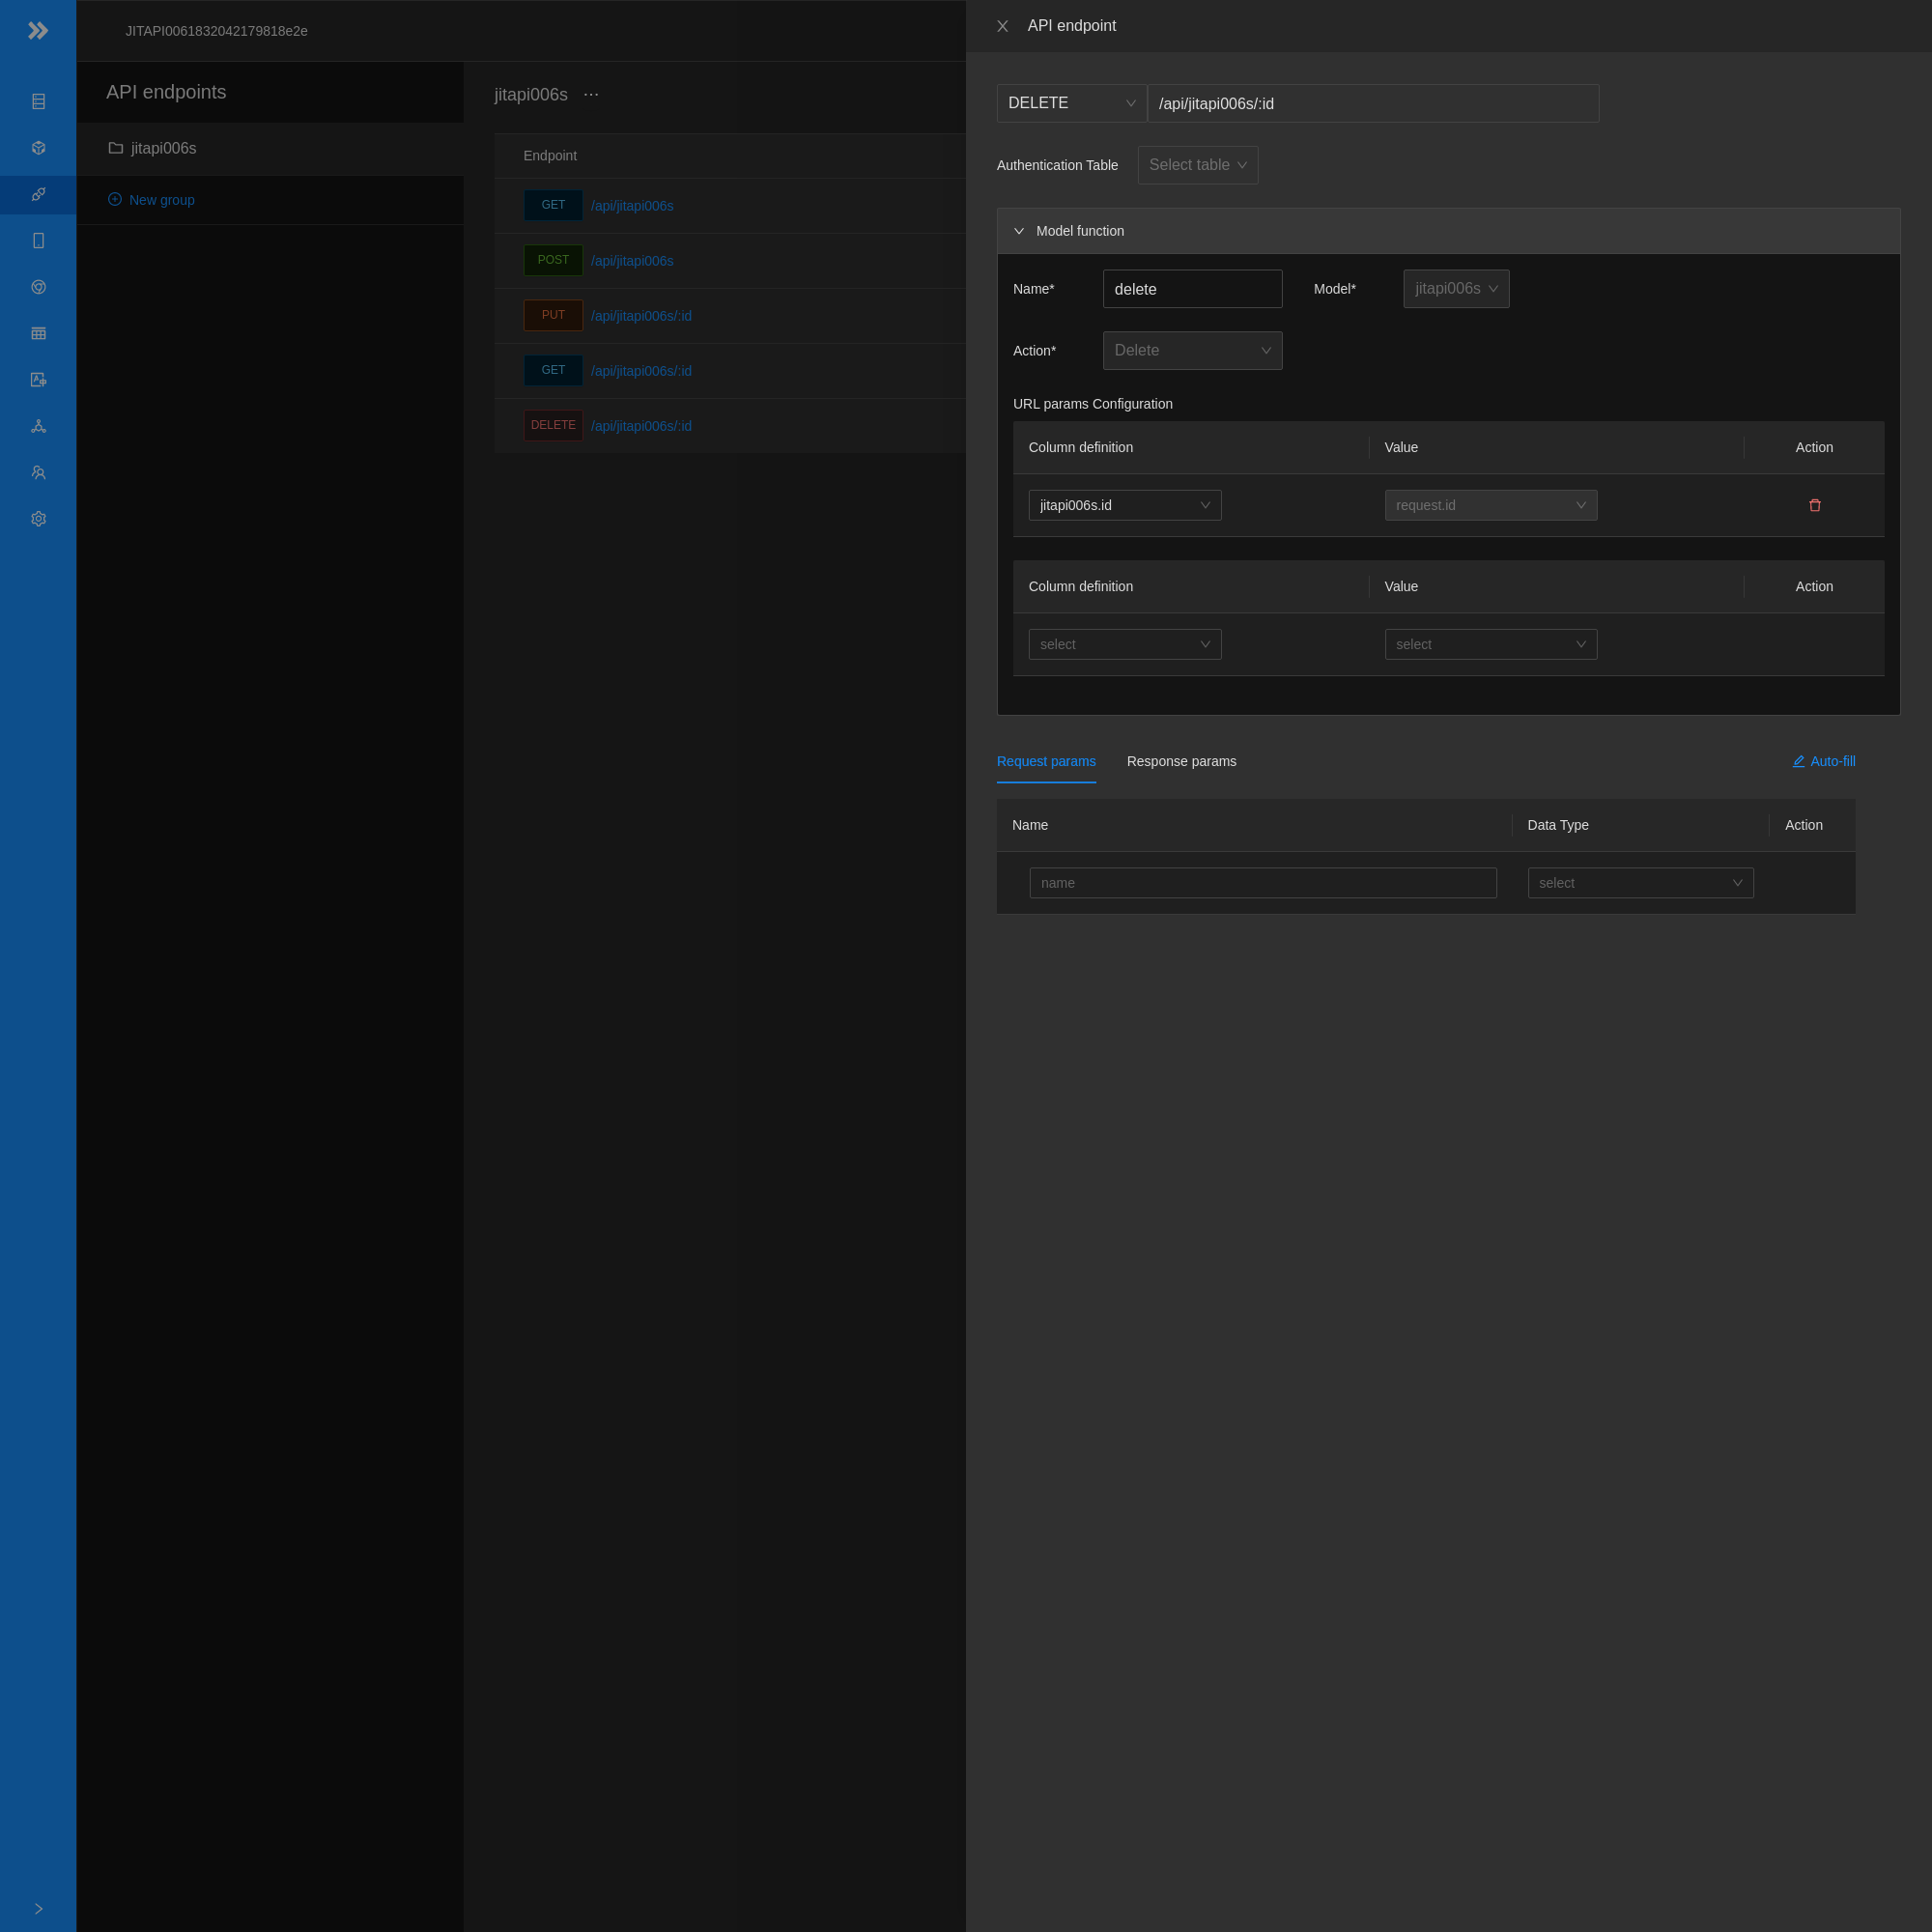 JITAPI0061832042179818e2e
API endpoints
jitapi006s
New group
jitapi006s ···
Endpoint
GET /api/jitapi006s
POST /api/jitapi006s
PUT /api/jitapi006s/:id
GET /api/jitapi006s/:id
DELETE /api/jitapi006s/:id
API endpoint
DELETE /api/jitapi006s/:id
Authentication Table Select table
Model function
Name* delete Model* jitapi006s
Action* Delete
URL params Configuration
Column definition Value Action
jitapi006s.id request.id
Column definition Value Action
select select
Request params Response params Auto-fill
Name Data Type Action
name select